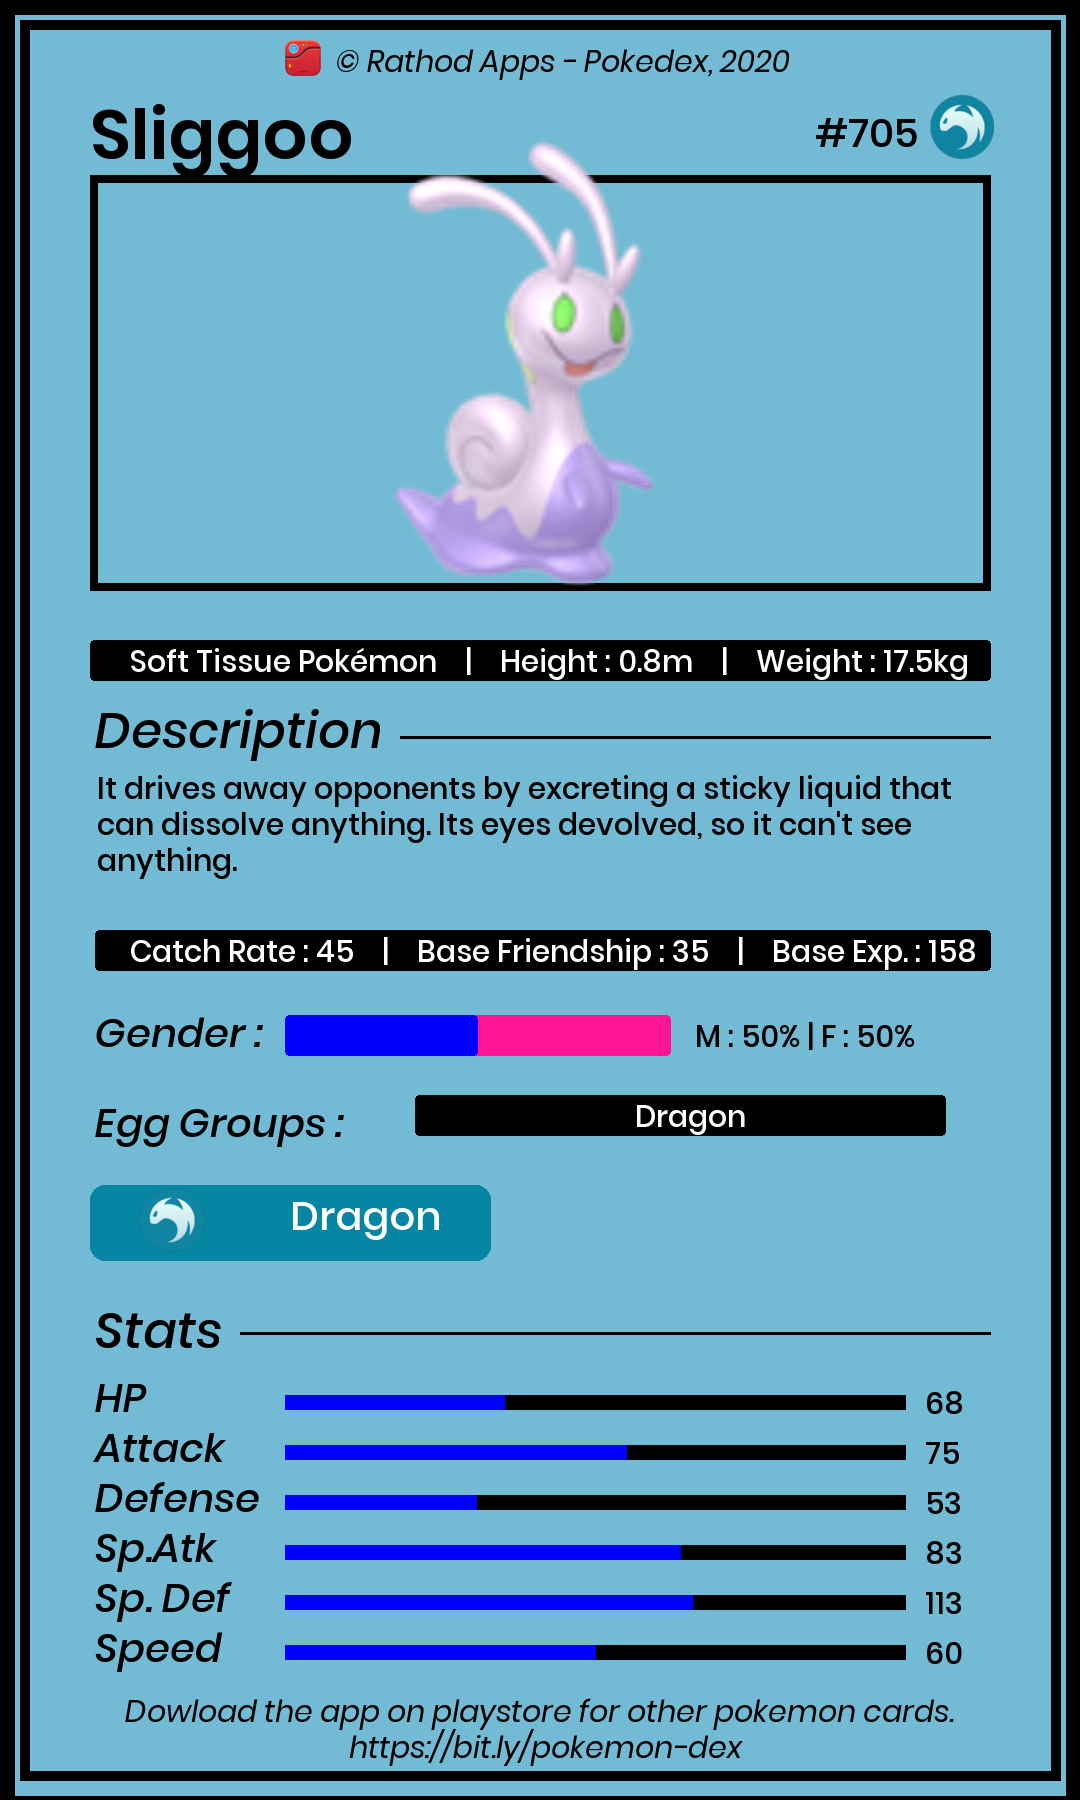 © Rathod Apps - Pokedex, 2020
Sliggoo
#705
Soft Tissue Pokémon | Height : 0.8m | Weight : 17.5kg
Description
It drives away opponents by excreting a sticky liquid that
can dissolve anything. Its eyes devolved, so it can't see
anything.
Catch Rate : 45 | Base Friendship : 35 | Base Exp. : 158
Gender : M : 50% | F : 50%
Egg Groups : Dragon
Dragon
Stats
HP 68
Attack 75
Defense 53
Sp.Atk 83
Sp. Def 113
Speed 60
Dowload the app on playstore for other pokemon cards.
https://bit.ly/pokemon-dex